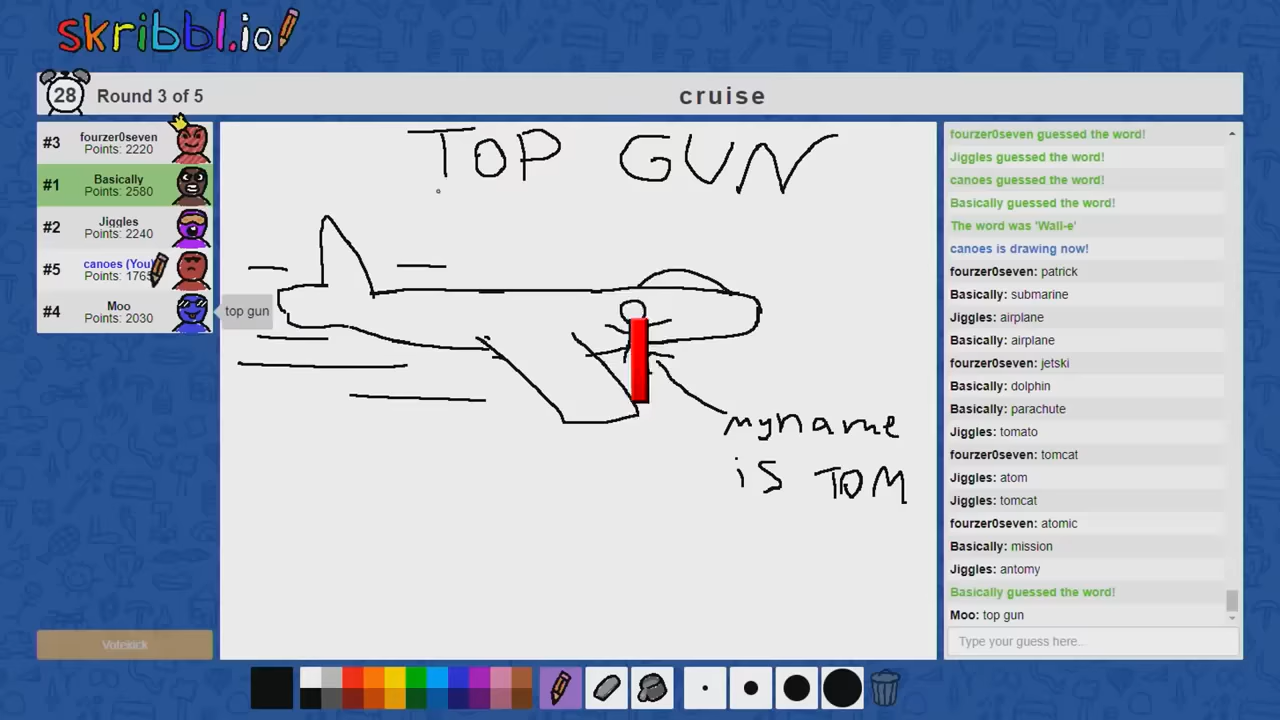 skribbl.io
28
Round 3 of 5
cruise
#3
fourzer0seven
Points: 2220
#1
Basically
Points: 2580
#2
Jiggles
Points: 2240
#5
canoes (You)
Points: 1765
#4
Moo
Points: 2030
top gun
Votekick
TOP GUN
my name
is TOM
fourzer0seven guessed the word!
Jiggles guessed the word!
canoes guessed the word!
Basically guessed the word!
The word was 'Wall-e'
canoes is drawing now!
fourzer0seven: patrick
Basically: submarine
Jiggles: airplane
Basically: airplane
fourzer0seven: jetski
Basically: dolphin
Basically: parachute
Jiggles: tomato
fourzer0seven: tomcat
Jiggles: atom
Jiggles: tomcat
fourzer0seven: atomic
Basically: mission
Jiggles: antomy
Basically guessed the word!
Moo: top gun
Type your guess here...